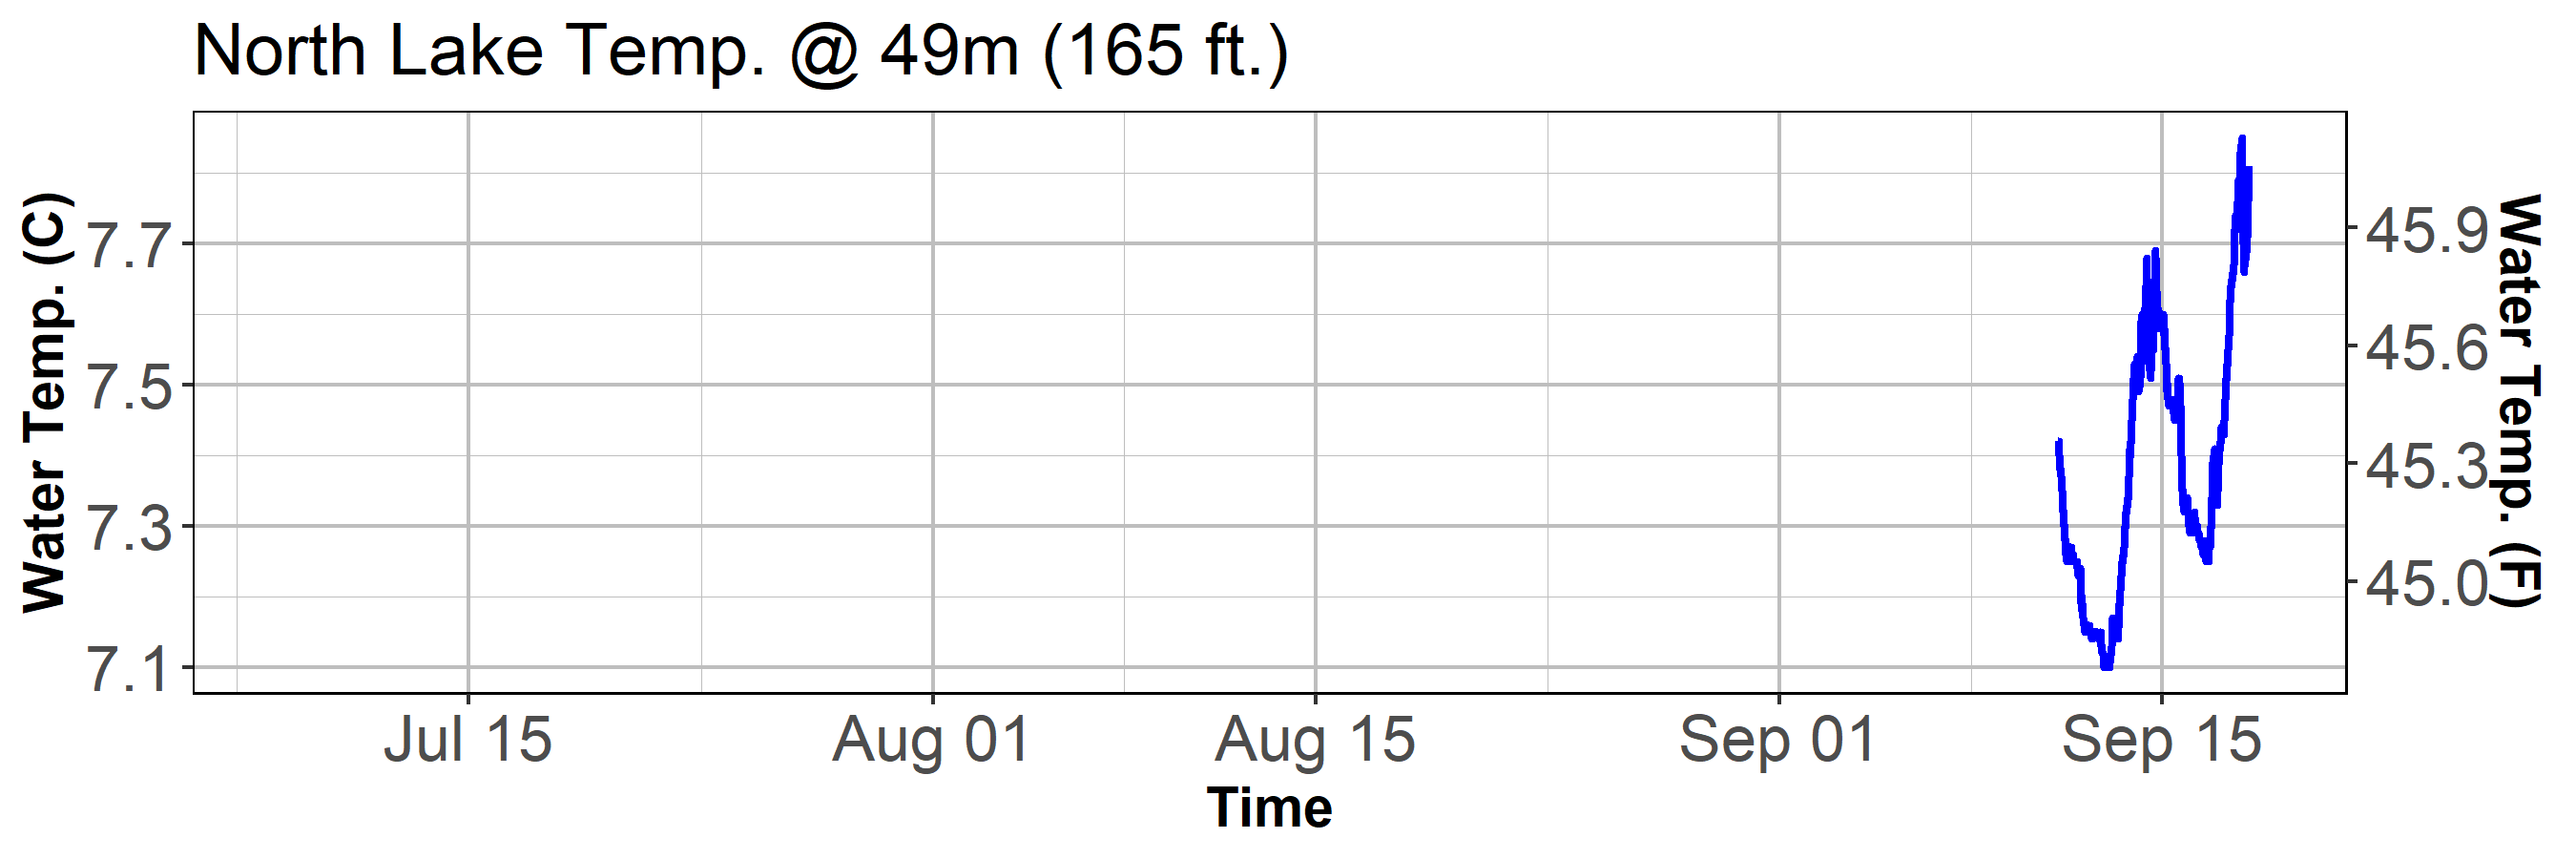 North Lake Temp. @ 49m (165 ft.)
Water Temp. (C)
7.7
7.5
7.3
7.1
45.9
45.6
45.3
45.0
Water Temp. (F)
Jul 15 Aug 01 Aug 15 Sep 01 Sep 15
Time